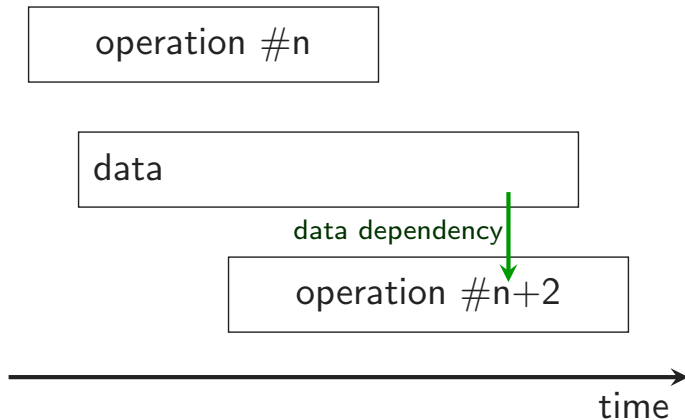 operation #n
data
data dependency
operation #n+2
time